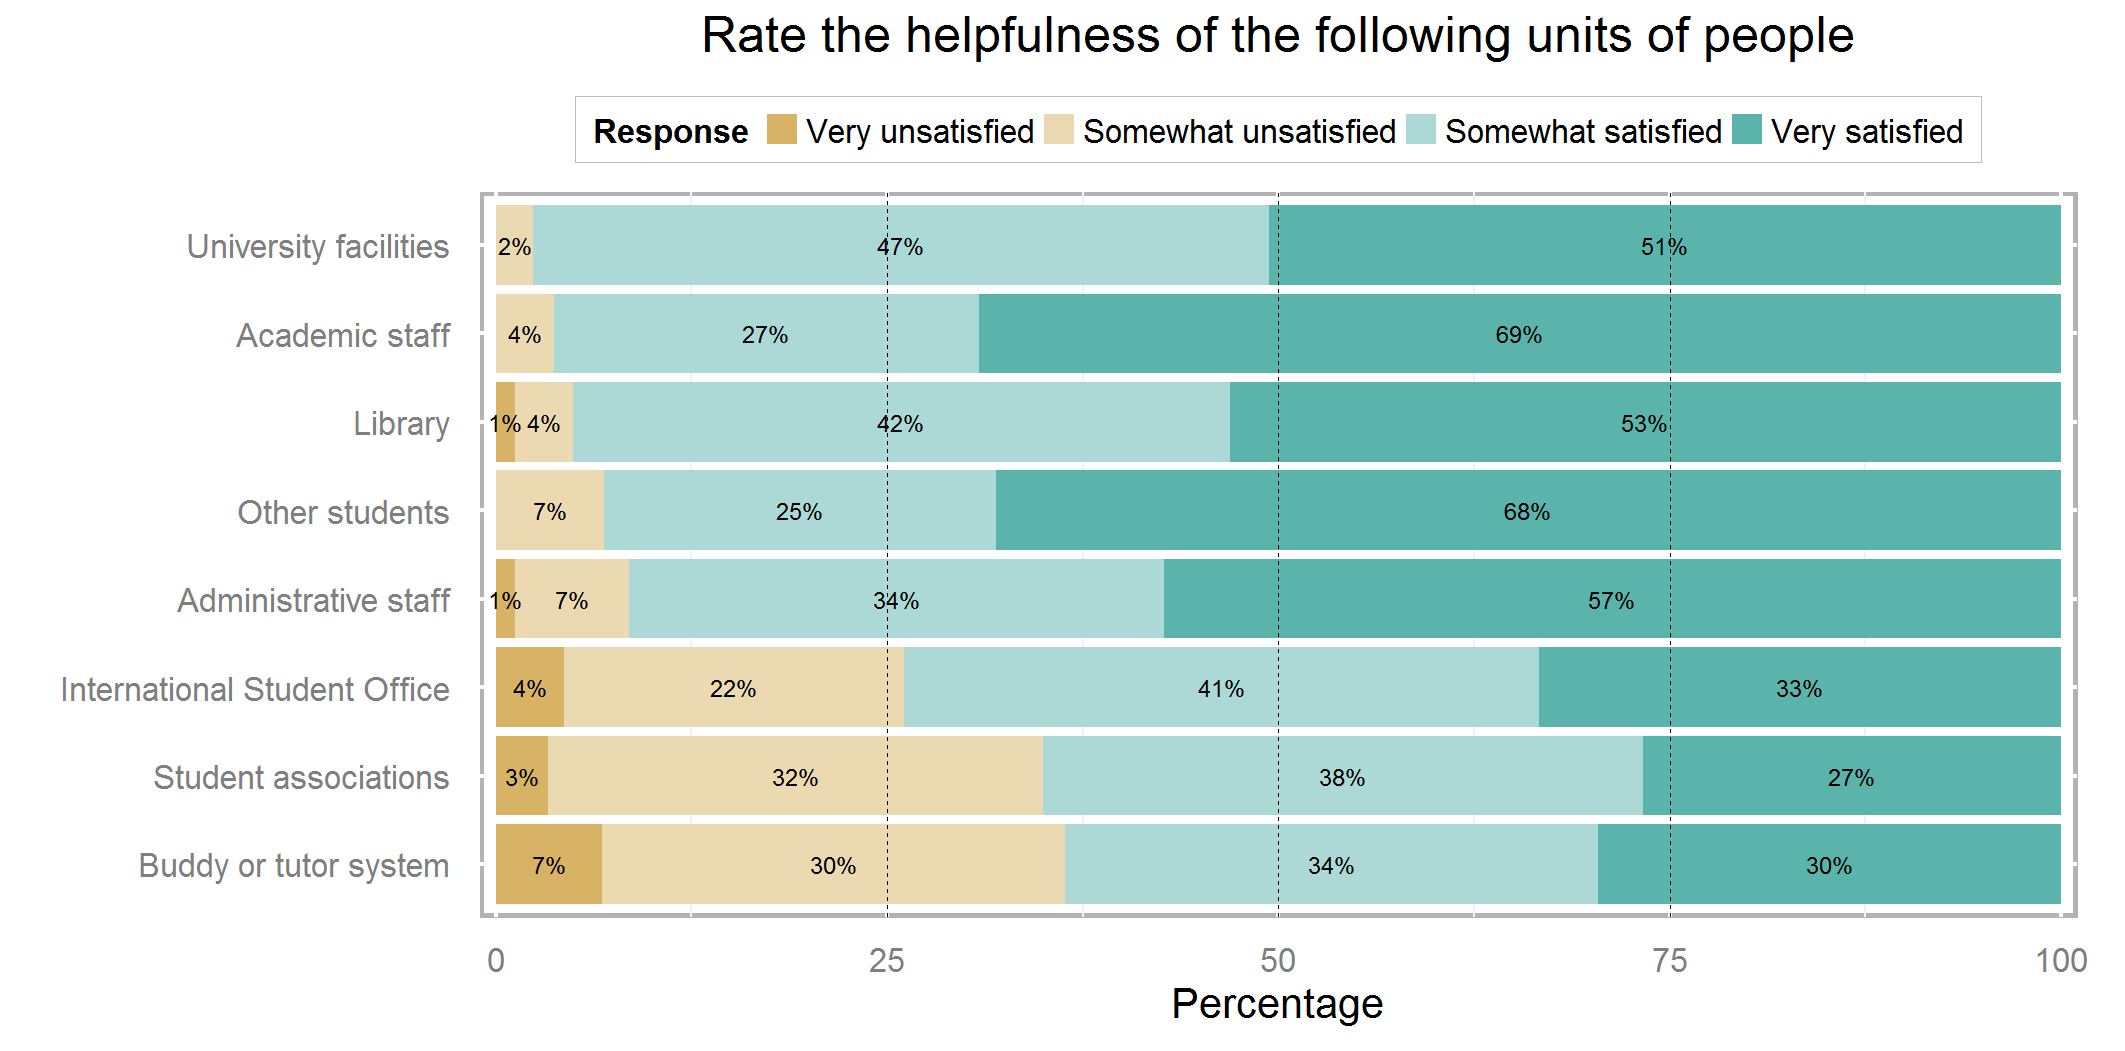 Rate the helpfulness of the following units of people
Response Very unsatisfied Somewhat unsatisfied Somewhat satisfied Very satisfied
University facilities 2% 47% 51%
Academic staff 4% 27% 69%
Library 1% 4% 42% 53%
Other students 7% 25% 68%
Administrative staff 1% 7% 34% 57%
International Student Office 4% 22% 41% 33%
Student associations 3% 32% 38% 27%
Buddy or tutor system 7% 30% 34% 30%
0 25 50 75 100
Percentage